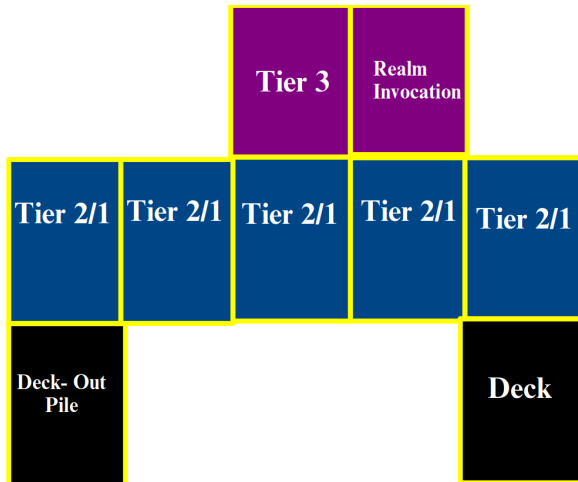 Tier 3
Realm
Invocation
Tier 2/1
Tier 2/1
Tier 2/1
Tier 2/1
Tier 2/1
Deck- Out
Pile
Deck